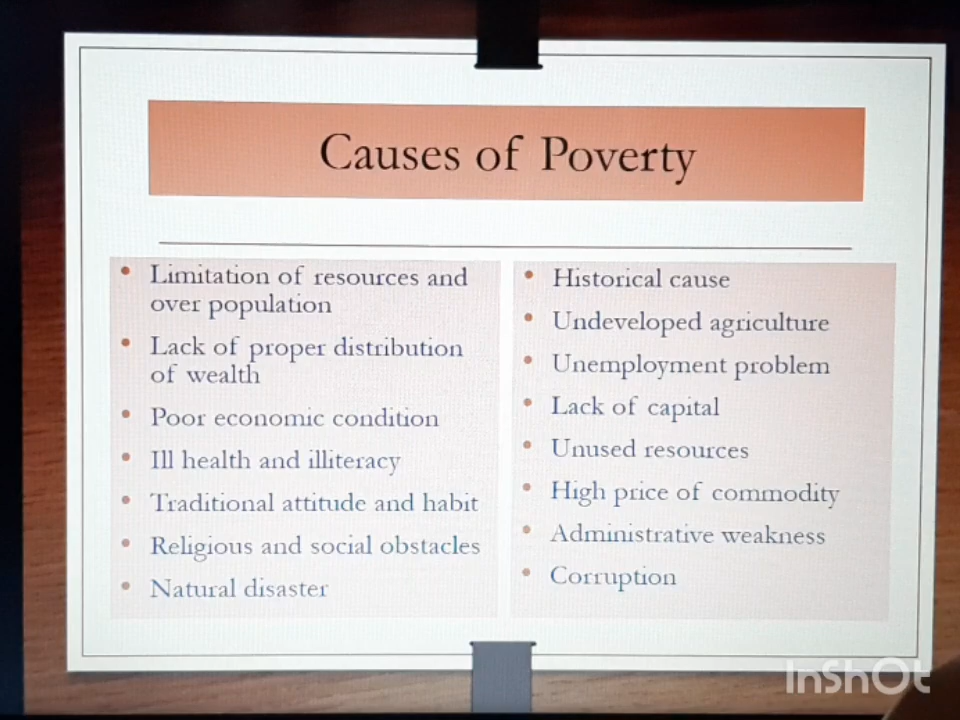 Causes of Poverty
• Limitation of resources and
over population
• Lack of proper distribution
of wealth
• Poor economic condition
• Ill health and illiteracy
• Traditional attitude and habit
• Religious and social obstacles
• Natural disaster
• Historical cause
• Undeveloped agriculture
• Unemployment problem
• Lack of capital
• Unused resources
• High price of commodity
• Administrative weakness
• Corruption
InShOt